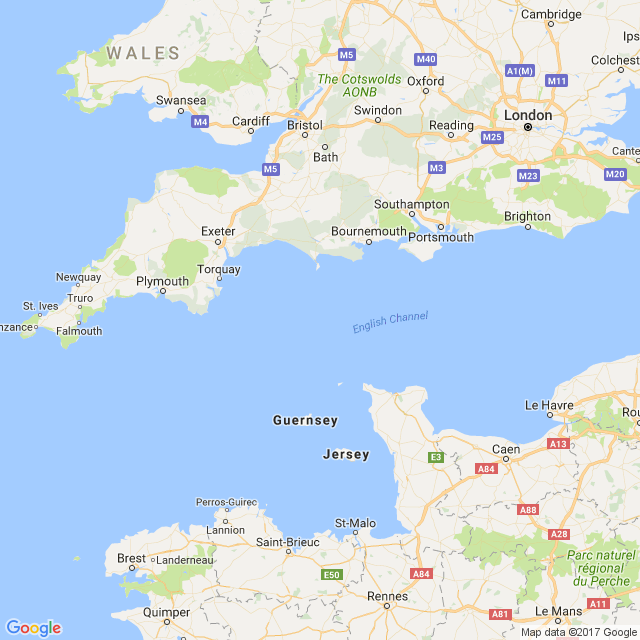 Cambridge
WALES
M5
M40
Ips
The Cotswolds
AONB
Oxford
A1(M)
M11
Colchest
Swansea
M4
Cardiff
Bristol
Swindon
Reading
London
M25
Bath
M5
M3
M23
Cante
M20
Southampton
Brighton
Exeter
Bournemouth
Portsmouth
Torquay
Newquay
Plymouth
Truro
St. Ives
nzance
Falmouth
English Channel
Le Havre
Rou
Guernsey
A13
Jersey
E3
Caen
A84
Perros-Guirec
A88
Lannion
St-Malo
A28
Saint-Brieuc
Brest
Landerneau
Parc naturel
régional
du Perche
E50
A84
Rennes
A11
Quimper
A81
Le Mans
Google
Map data ©2017 Google